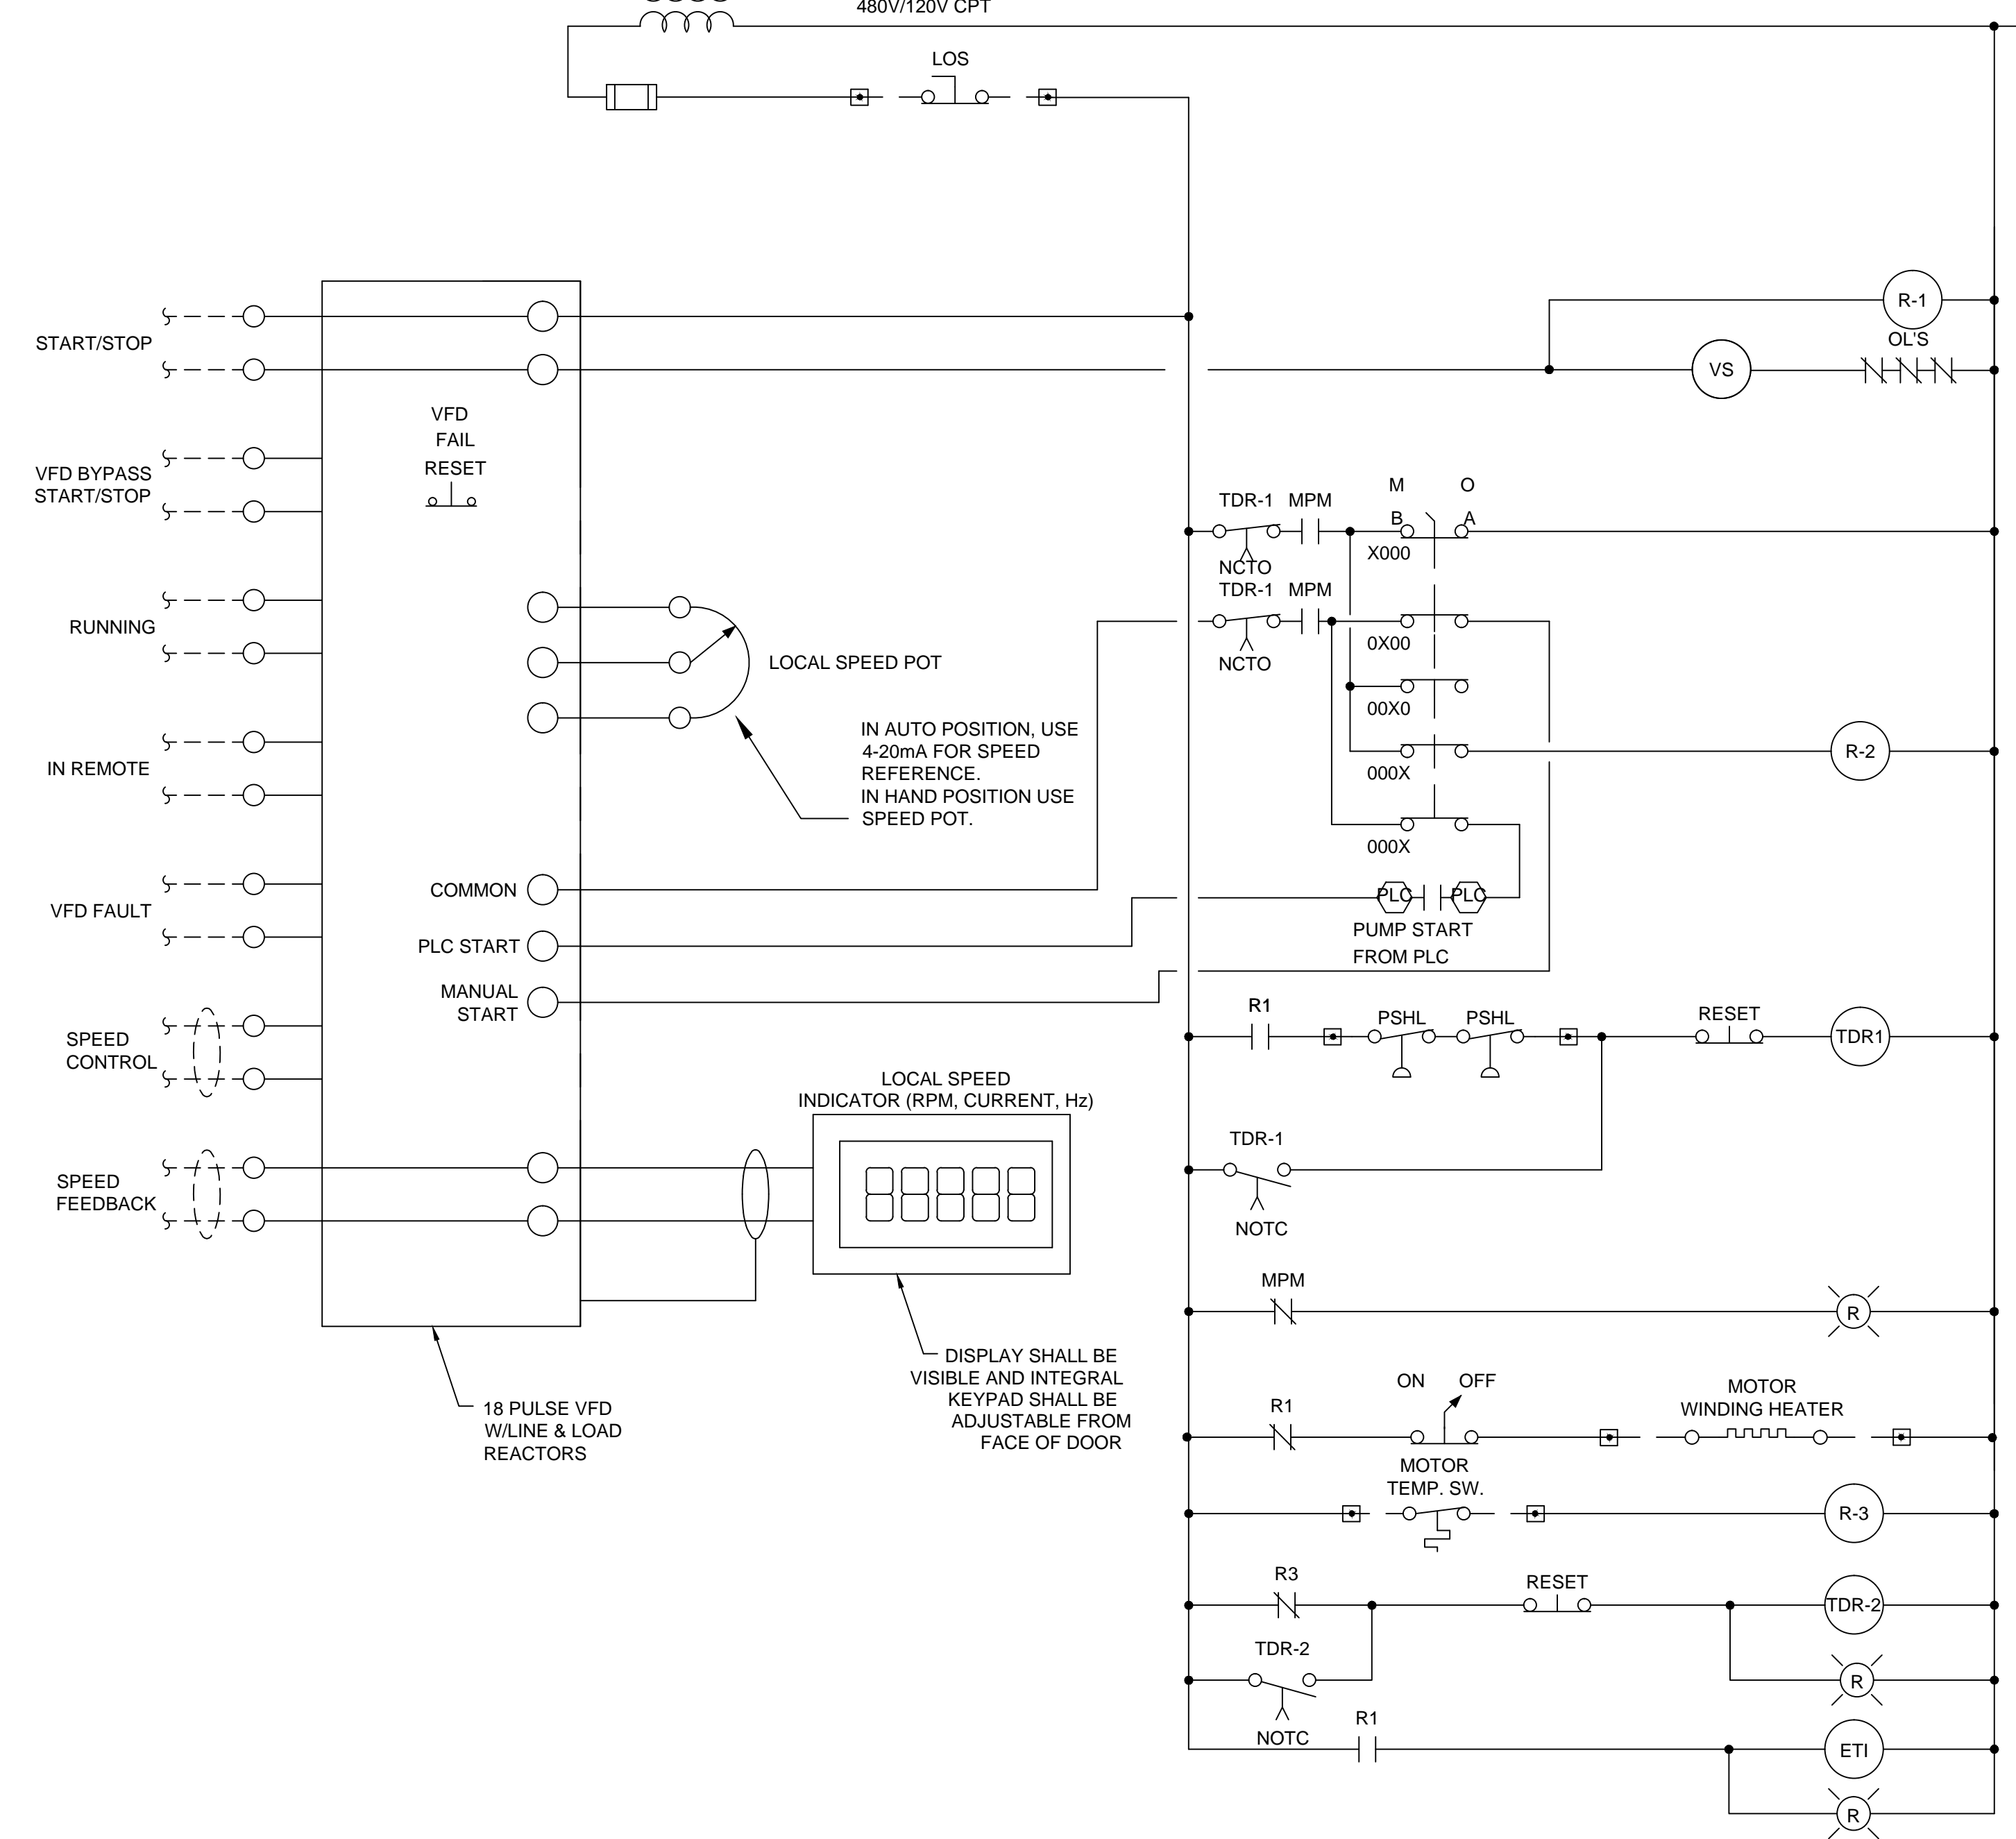 480V/120V CPT
LOS
START/STOP
VFD BYPASS
START/STOP
RUNNING
IN REMOTE
VFD FAULT
SPEED
CONTROL
SPEED
FEEDBACK
VFD
FAIL
RESET
COMMON
PLC START
MANUAL
START
LOCAL SPEED POT
IN AUTO POSITION, USE
4-20mA FOR SPEED
REFERENCE.
IN HAND POSITION USE
SPEED POT.
LOCAL SPEED
INDICATOR (RPM, CURRENT, Hz)
DISPLAY SHALL BE
VISIBLE AND INTEGRAL
KEYPAD SHALL BE
ADJUSTABLE FROM
FACE OF DOOR
18 PULSE VFD
W/LINE & LOAD
REACTORS
R-1
OL'S
VS
M O
TDR-1 MPM
B A
X000
NCTO
TDR-1 MPM
0X00
NCTO
00X0
R-2
000X
000X
PLC PLC
PUMP START
FROM PLC
R1 PSHL PSHL RESET
TDR1
TDR-1
NOTC
MPM
R
ON OFF
MOTOR
WINDING HEATER
R1
MOTOR
TEMP. SW.
R-3
R3
RESET
TDR-2
TDR-2
R
NOTC
R1
ETI
R